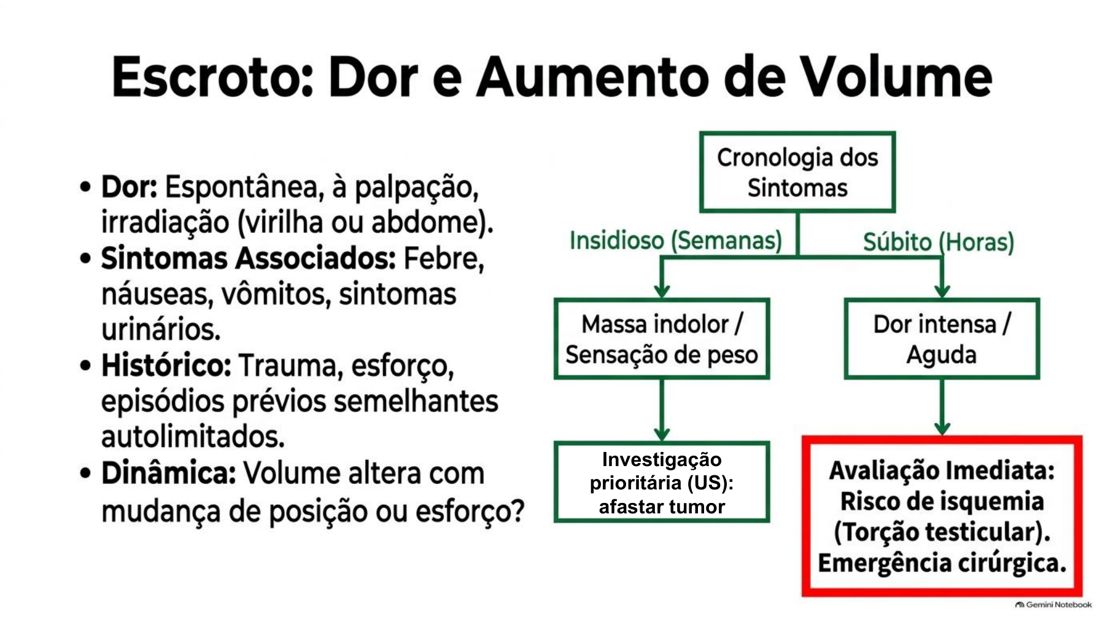 Escroto: Dor e Aumento de Volume
• Dor: Espontânea, à palpação,
irradiação (virilha ou abdome).
• Sintomas Associados: Febre,
náuseas, vômitos, sintomas
urinários.
• Histórico: Trauma, esforço,
episódios prévios semelhantes
autolimitados.
• Dinâmica: Volume altera com
mudança de posição ou esforço?
Cronologia dos
Sintomas
Insidioso (Semanas)
Súbito (Horas)
Massa indolor /
Sensação de peso
Dor intensa /
Aguda
Investigação
prioritária (US):
afastar tumor
Avaliação Imediata:
Risco de isquemia
(Torção testicular).
Emergência cirúrgica.
Gemini Notebook